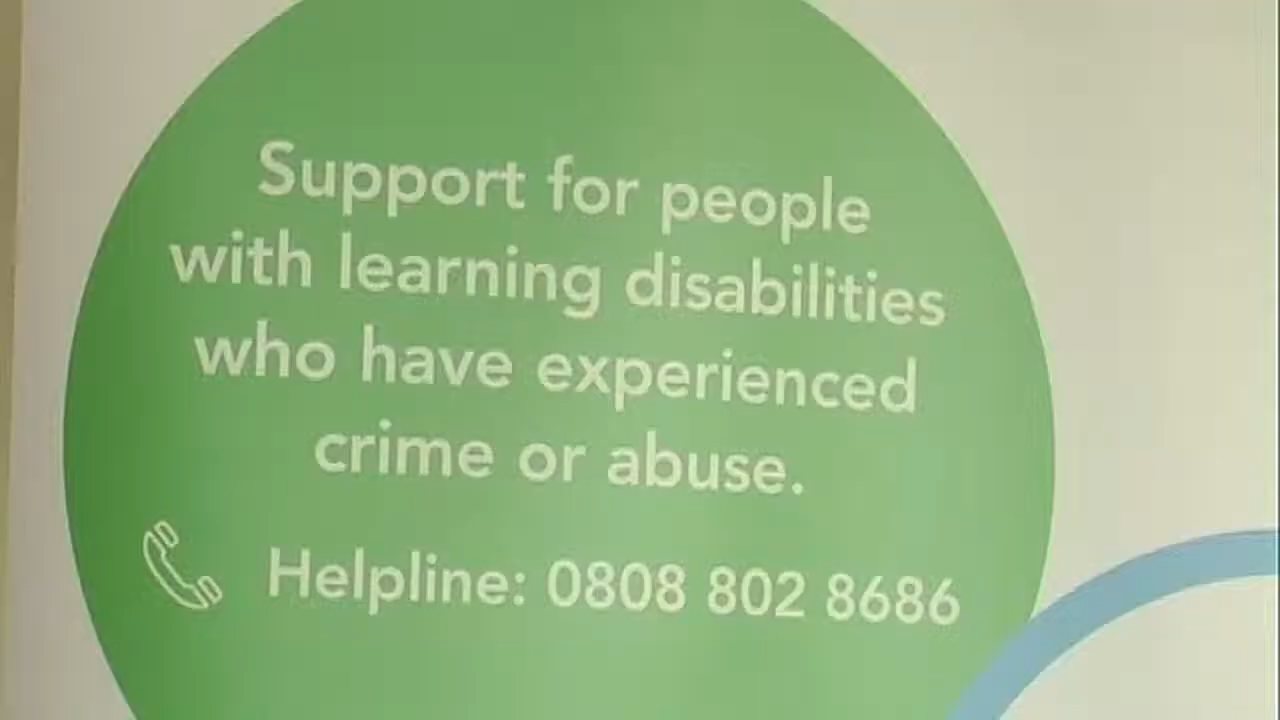 Support for people
with learning disabilities
who have experienced
crime or abuse.
Helpline: 0808 802 8686